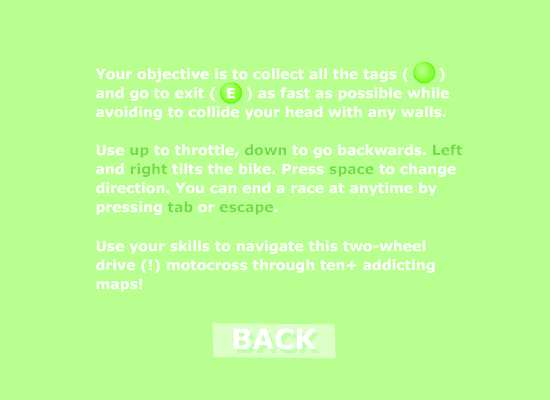 Your objective is to collect all the tags ( )
and go to exit ( E ) as fast as possible while
avoiding to collide your head with any walls.
Use up to throttle, down to go backwards. Left
and right tilts the bike. Press space to change
direction. You can end a race at anytime by
pressing tab or escape.
Use your skills to navigate this two-wheel
drive (!) motocross through ten+ addicting
maps!
BACK